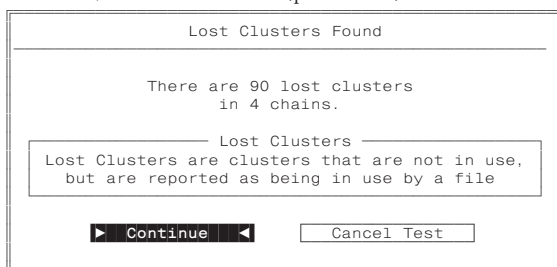 Lost Clusters Found
There are 90 lost clusters
in 4 chains.
Lost Clusters
Lost Clusters are clusters that are not in use,
but are reported as being in use by a file
► Continue ◄
Cancel Test